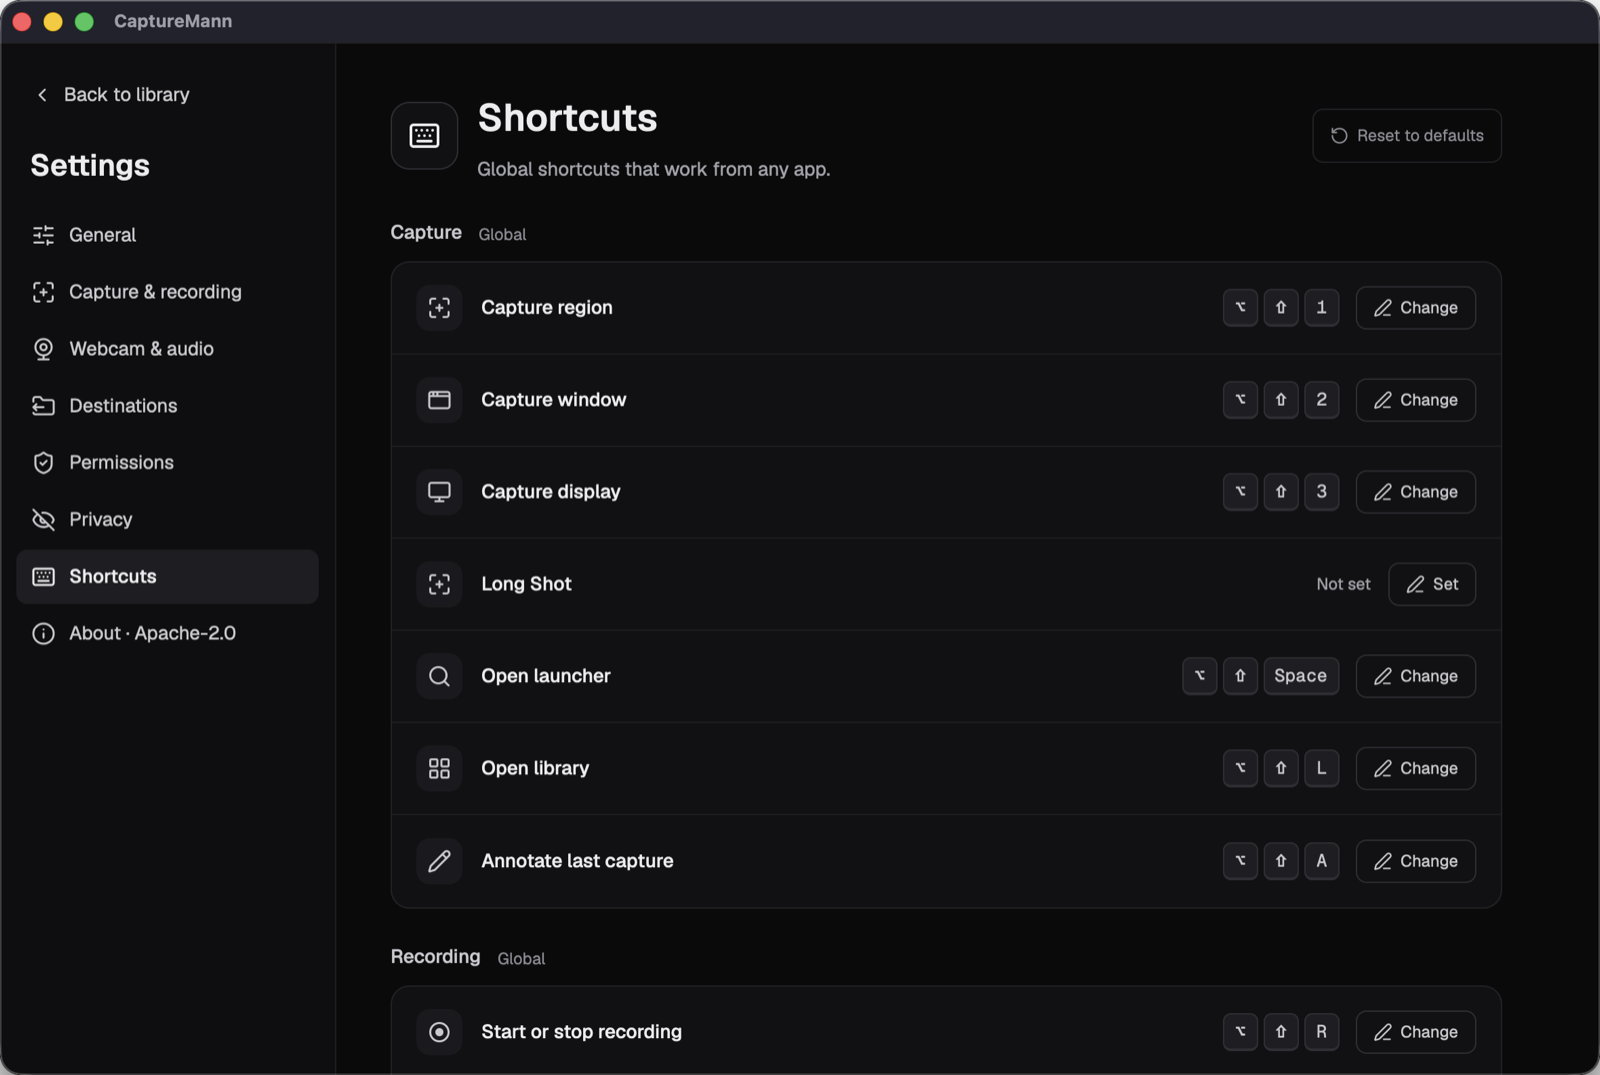 CaptureMann
Back to library
Settings
General
Capture & recording
Webcam & audio
Destinations
Permissions
Privacy
Shortcuts
About · Apache-2.0
Shortcuts
Global shortcuts that work from any app.
Reset to defaults
Capture Global
Capture region ⌥ ⇧ 1 Change
Capture window ⌥ ⇧ 2 Change
Capture display ⌥ ⇧ 3 Change
Long Shot Not set Set
Open launcher ⌥ ⇧ Space Change
Open library ⌥ ⇧ L Change
Annotate last capture ⌥ ⇧ A Change
Recording Global
Start or stop recording ⌥ ⇧ R Change